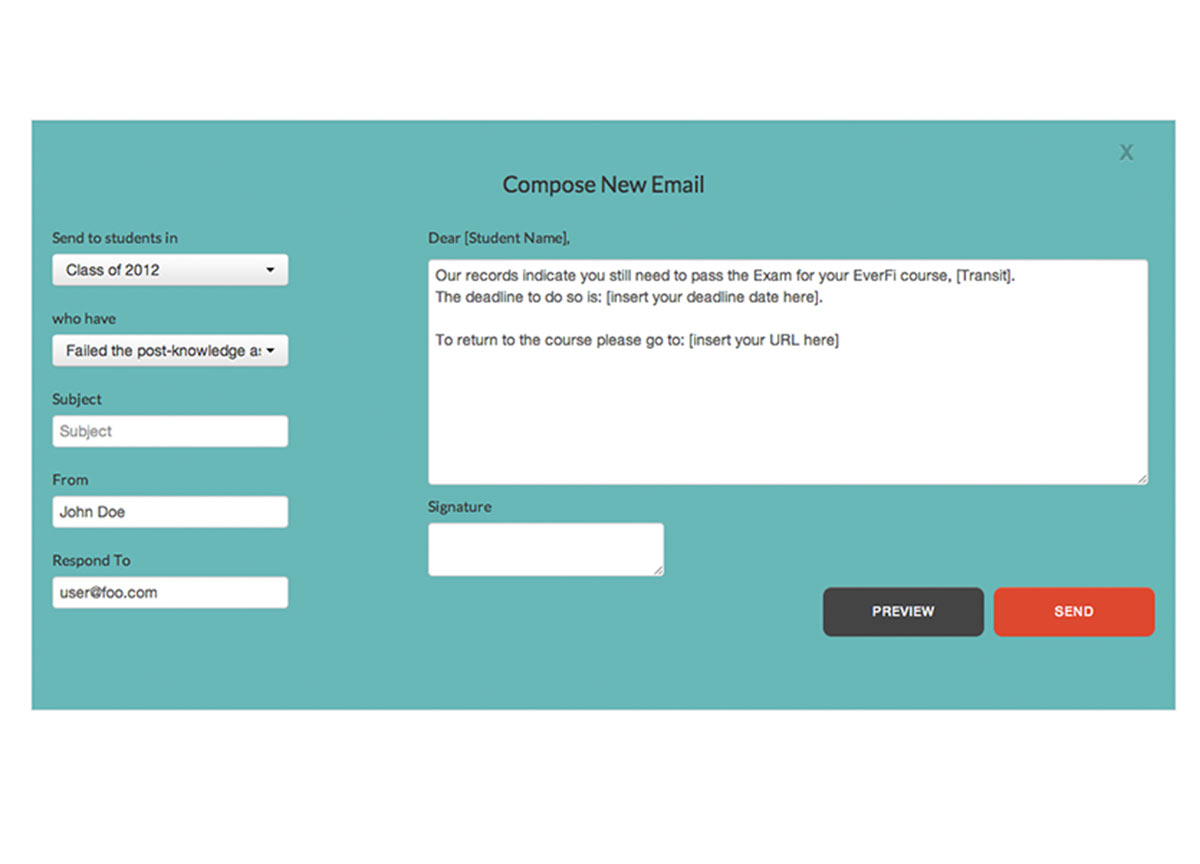 X
Compose New Email
Send to students in
Class of 2012
who have
Failed the post-knowledge
Subject
Subject
From
John Doe
Respond To
user@foo.com
Dear [Student Name],
Our records indicate you still need to pass the Exam for your EverFi course, [Transit].
The deadline to do so is: [insert your deadline date here].
To return to the course please go to: [insert your URL here]
Signature
PREVIEW
SEND